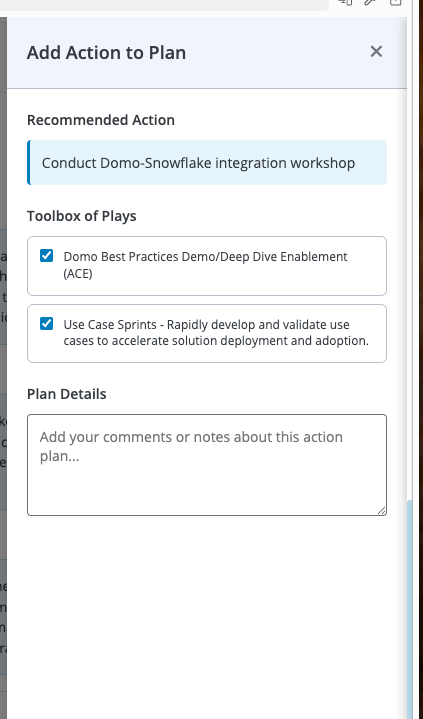 Add Action to Plan
Recommended Action
Conduct Domo-Snowflake integration workshop
Toolbox of Plays
Domo Best Practices Demo/Deep Dive Enablement
(ACE)
Use Case Sprints - Rapidly develop and validate use
cases to accelerate solution deployment and adoption.
Plan Details
Add your comments or notes about this action
plan...